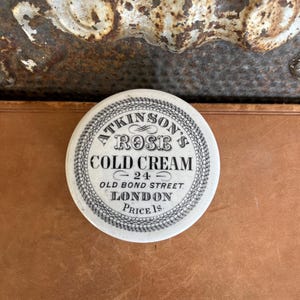 ATKINSON'S
ROSE
COLD CREAM
24
OLD BOND STREET
LONDON
PRICE 1s